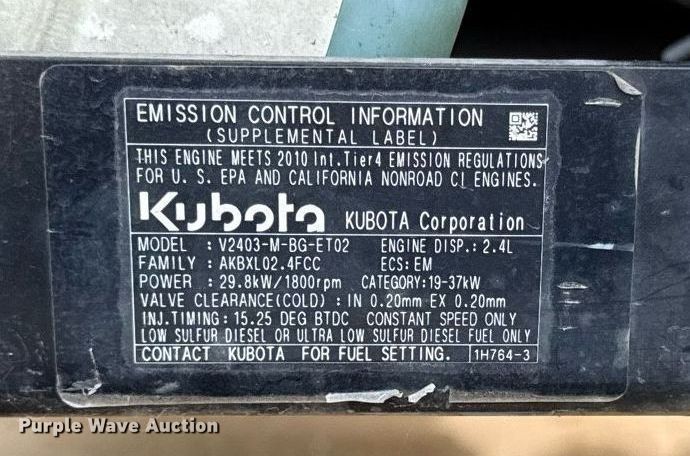 EMISSION CONTROL INFORMATION
(SUPPLEMENTAL LABEL)
THIS ENGINE MEETS 2010 Int.Tier4 EMISSION REGULATIONS
FOR U. S. EPA AND CALIFORNIA NONROAD CI ENGINES.
Kubota KUBOTA Corporation
MODEL : V2403-M-BG-ET02 ENGINE DISP.: 2.4L
FAMILY : AKBXL02.4FCC ECS: EM
POWER : 29.8kW/1800rpm CATEGORY:19-37kW
VALVE CLEARANCE(COLD) : IN 0.20mm EX 0.20mm
INJ.TIMING: 15.25 DEG BTDC CONSTANT SPEED ONLY
LOW SULFUR DIESEL OR ULTRA LOW SULFUR DIESEL FUEL ONLY
CONTACT KUBOTA FOR FUEL SETTING. 1H764-3
Purple Wave Auction